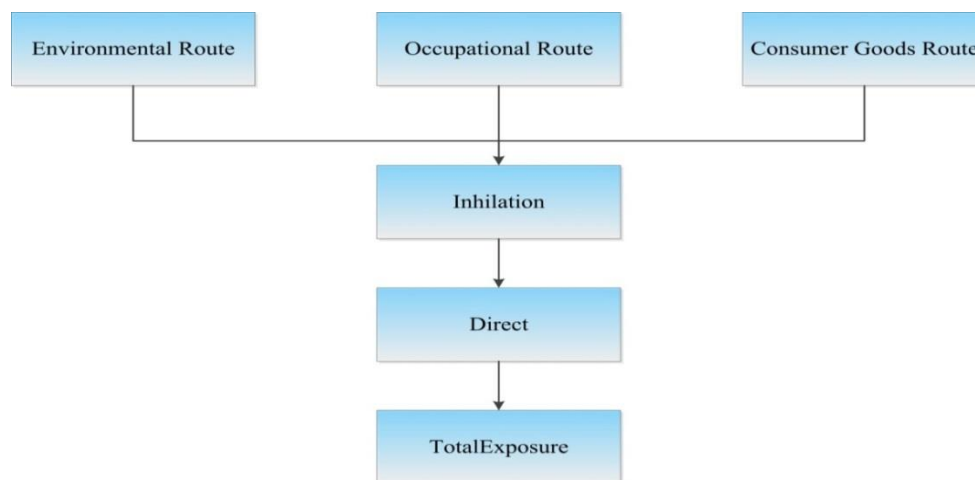 Environmental Route
Occupational Route
Consumer Goods Route
Inhilation
Direct
TotalExposure